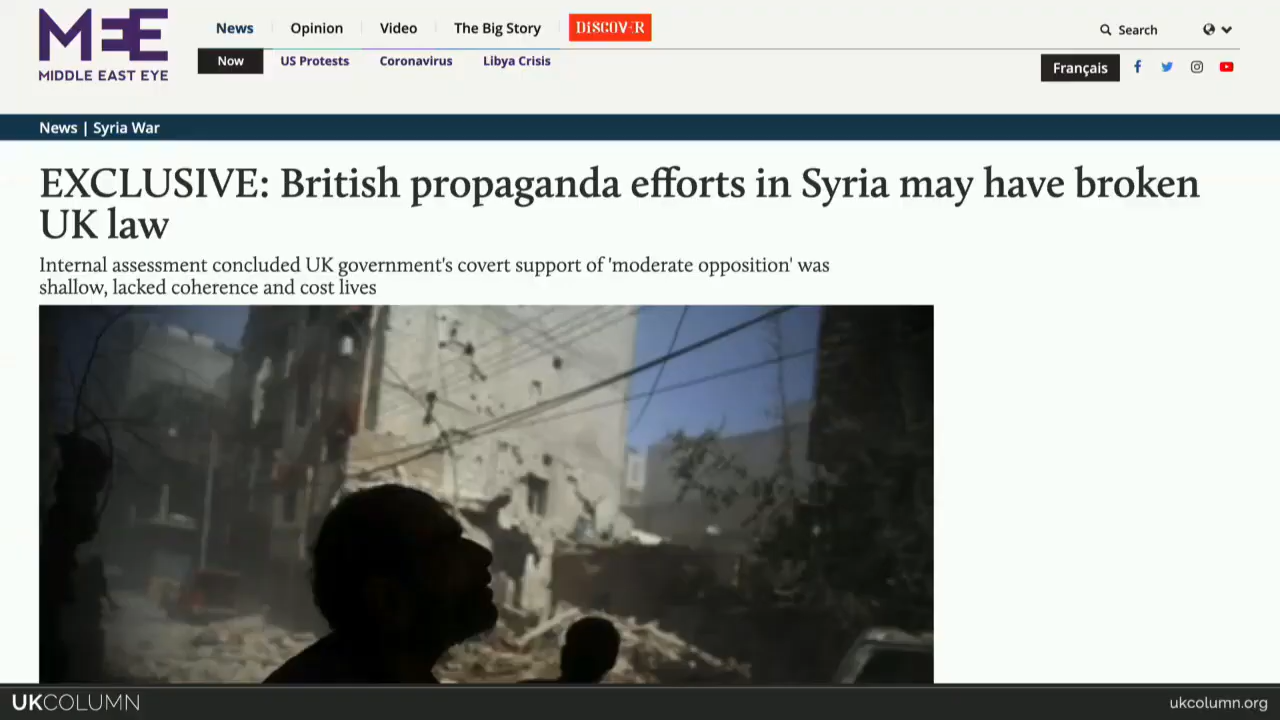 MEE
MIDDLE EAST EYE
News
Opinion
Video
The Big Story
DISCOVER
Search
Now
US Protests
Coronavirus
Libya Crisis
Français
News | Syria War
EXCLUSIVE: British propaganda efforts in Syria may have broken
UK law
Internal assessment concluded UK government's covert support of 'moderate opposition' was
shallow, lacked coherence and cost lives
UKCOLUMN
ukcolumn.org